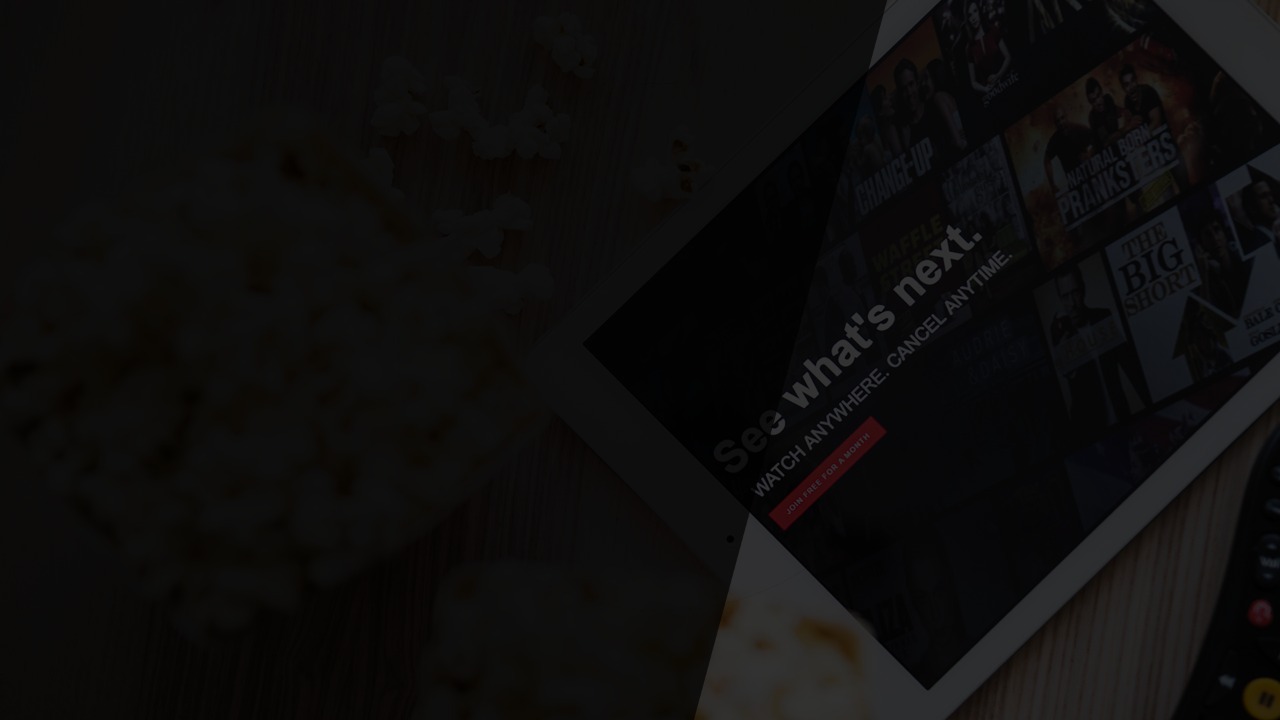 goodwife
CHANGE-UP
NATURAL BORN
PRANKSTERS
WAFFLE
THE
BIG
SHORT
See what's next.
WATCH ANYWHERE. CANCEL ANYTIME.
JOIN FREE FOR A MONTH